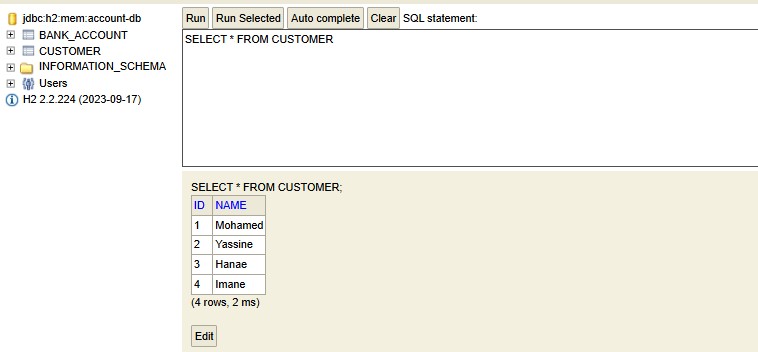 jdbc:h2:mem:account-db
BANK_ACCOUNT
CUSTOMER
INFORMATION_SCHEMA
Users
H2 2.2.224 (2023-09-17)
Run Run Selected Auto complete Clear SQL statement:
SELECT * FROM CUSTOMER
SELECT * FROM CUSTOMER;
ID NAME
1 Mohamed
2 Yassine
3 Hanae
4 Imane
(4 rows, 2 ms)
Edit